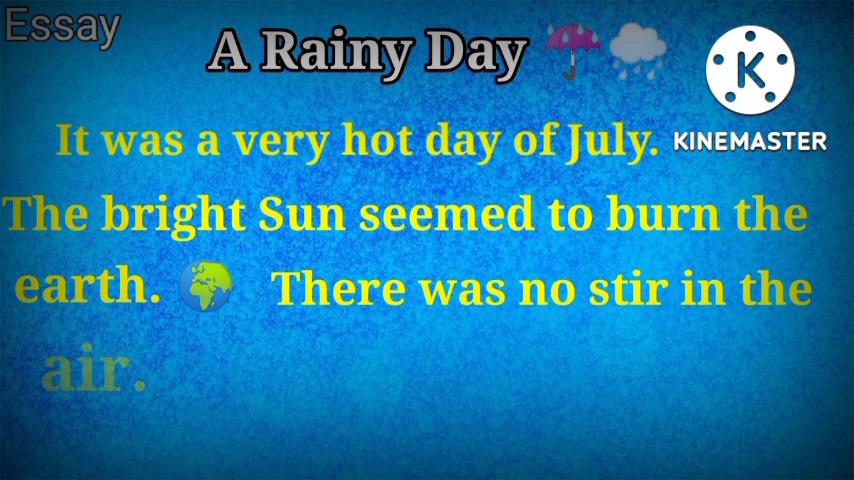 Essay
A Rainy Day
It was a very hot day of July.
KINEMASTER
The bright Sun seemed to burn the
earth. There was no stir in the
air.